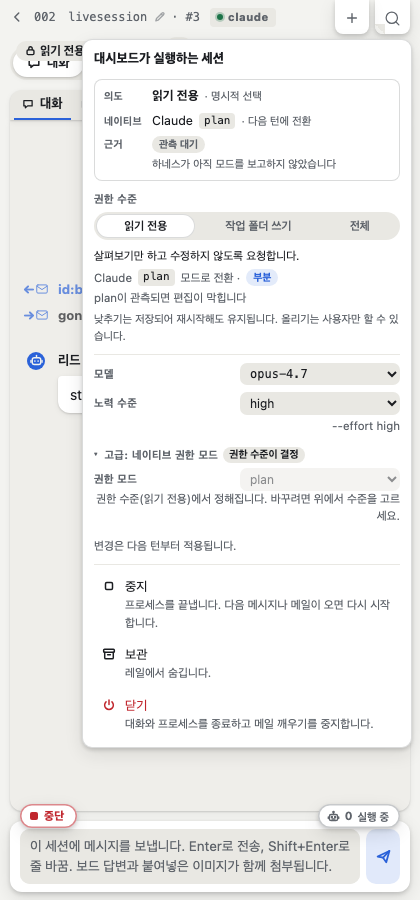 002 livesession · #3 claude
읽기 전용
대화
대화
대시보드가 실행하는 세션
의도 읽기 전용 · 명시적 선택
네이티브 Claude plan · 다음 턴에 전환
근거 관측 대기
하네스가 아직 모드를 보고하지 않았습니다
권한 수준
읽기 전용 작업 폴더 쓰기 전체
살펴보기만 하고 수정하지 않도록 요청합니다.
Claude plan 모드로 전환 · 부분
plan이 관측되면 편집이 막힙니다
낮추기는 저장되어 재시작해도 유지됩니다. 올리기는 사용자만 할 수 있
습니다.
id:b
gon
리드
st
모델 opus-4.7
노력 수준 high
--effort high
고급: 네이티브 권한 모드 권한 수준이 결정
권한 모드 plan
권한 수준(읽기 전용)에서 정해집니다. 바꾸려면 위에서 수준을 고르
세요.
변경은 다음 턴부터 적용됩니다.
중지
프로세스를 끝냅니다. 다음 메시지나 메일이 오면 다시 시작
합니다.
보관
레일에서 숨깁니다.
닫기
대화와 프로세스를 종료하고 메일 깨우기를 중지합니다.
중단
0 실행 중
이 세션에 메시지를 보냅니다. Enter로 전송, Shift+Enter로
줄 바꿈. 보드 답변과 붙여넣은 이미지가 함께 첨부됩니다.